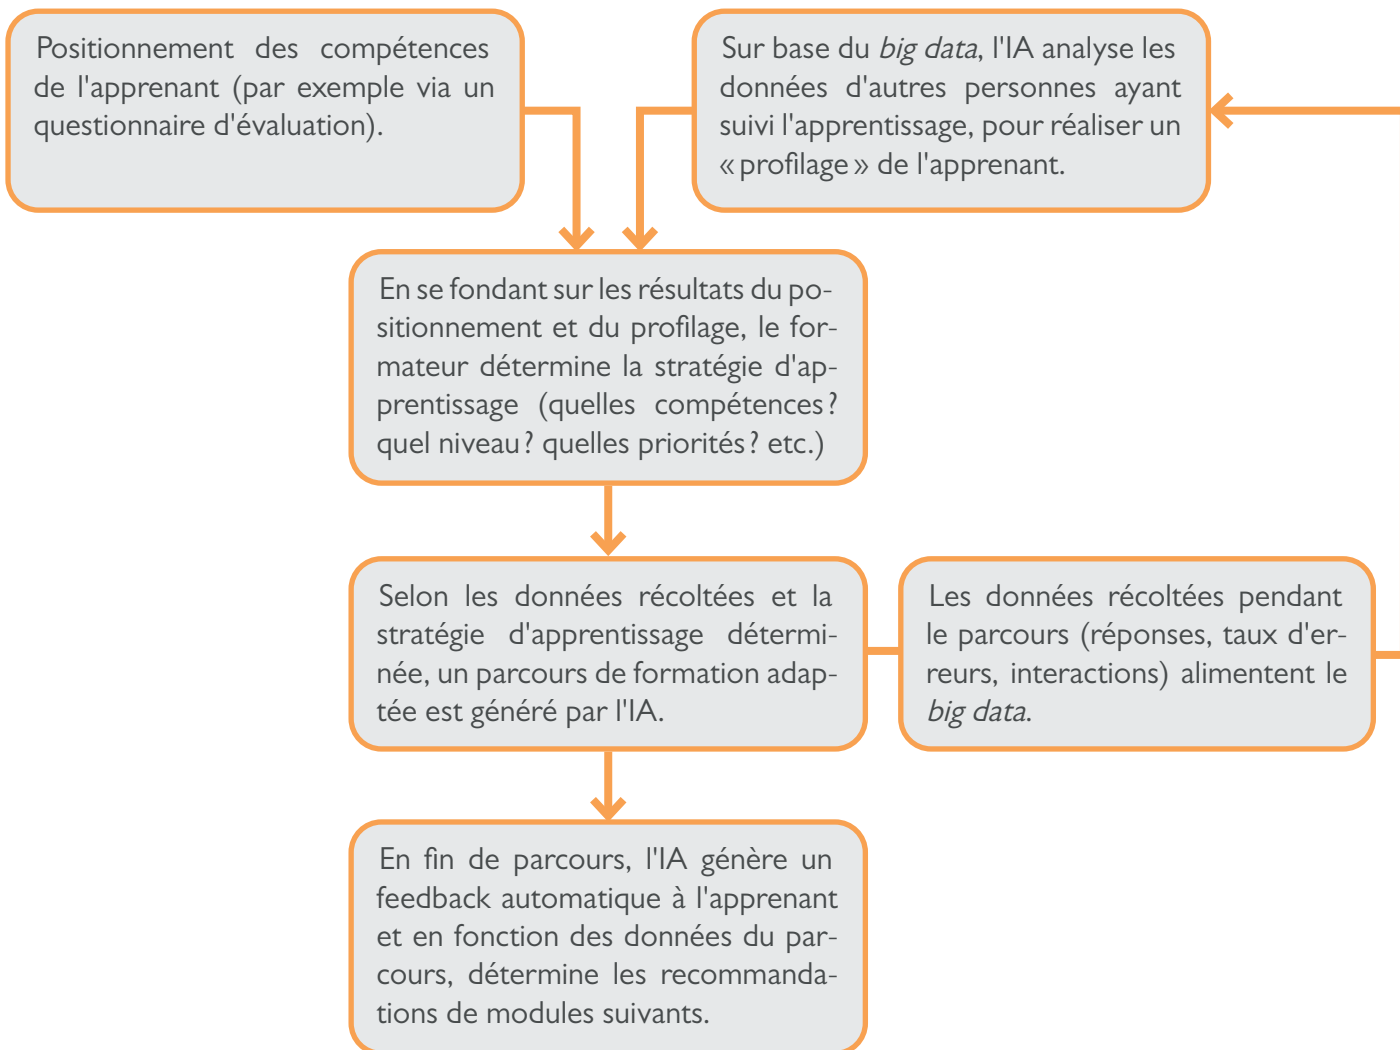 Positionnement des compétences
de l'apprenant (par exemple via un
questionnaire d'évaluation).
Sur base du big data, l'IA analyse les
données d'autres personnes ayant
suivi l'apprentissage, pour réaliser un
« profilage » de l'apprenant.
En se fondant sur les résultats du po-
sitionnement et du profilage, le for-
mateur détermine la stratégie d'ap-
prentissage (quelles compétences ?
quel niveau ? quelles priorités ? etc.)
Selon les données récoltées et la
stratégie d'apprentissage détermi-
née, un parcours de formation adap-
tée est généré par l'IA.
Les données récoltées pendant
le parcours (réponses, taux d'er-
reurs, interactions) alimentent le
big data.
En fin de parcours, l'IA génère un
feedback automatique à l'apprenant
et en fonction des données du par-
cours, détermine les recommanda-
tions de modules suivants.